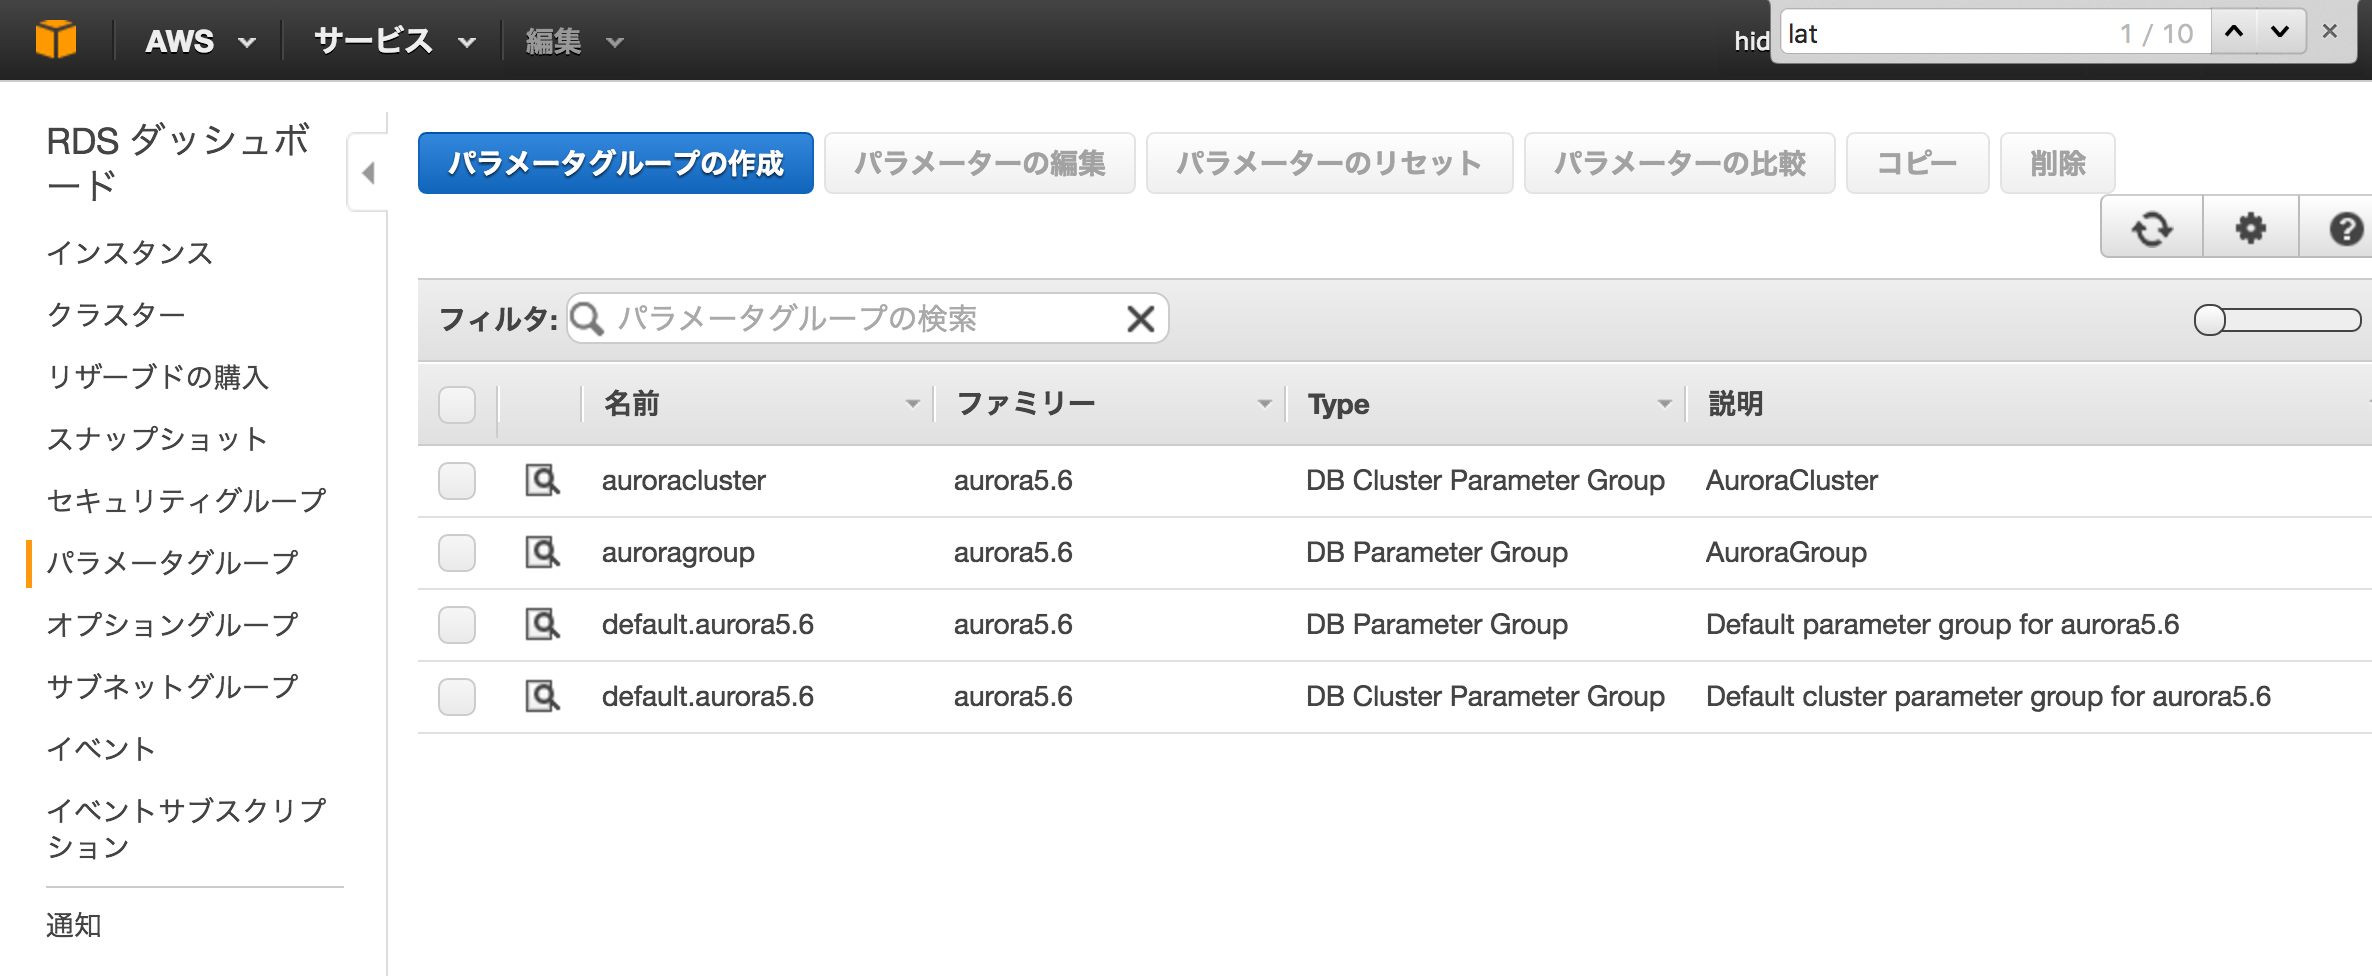 AWS サービス 編集 hid
lat 1 / 10
RDS ダッシュボ
ード
インスタンス
クラスター
リザーブドの購入
スナップショット
セキュリティグループ
パラメータグループ
オプショングループ
サブネットグループ
イベント
イベントサブスクリプ
ション
通知
パラメータグループの作成 パラメーターの編集 パラメーターのリセット パラメーターの比較 コピー 削除
フィルタ: パラメータグループの検索
名前 ファミリー Type 説明
auroracluster aurora5.6 DB Cluster Parameter Group AuroraCluster
auroragroup aurora5.6 DB Parameter Group AuroraGroup
default.aurora5.6 aurora5.6 DB Parameter Group Default parameter group for aurora5.6
default.aurora5.6 aurora5.6 DB Cluster Parameter Group Default cluster parameter group for aurora5.6